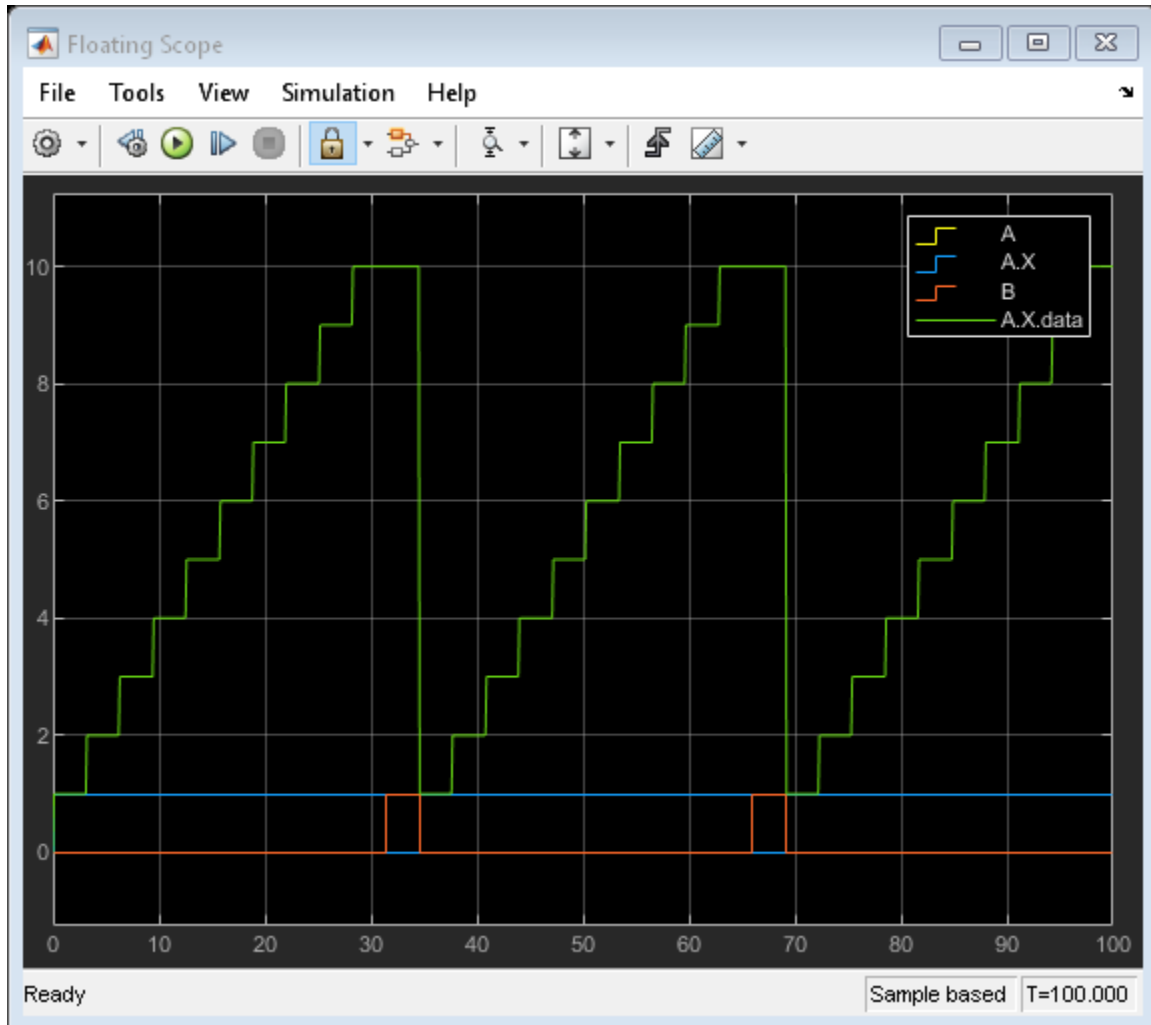 Floating Scope
File Tools View Simulation Help
A
A.X
B
A.X.data
10
8
6
4
2
0
0 10 20 30 40 50 60 70 80 90 100
Ready Sample based T=100.000